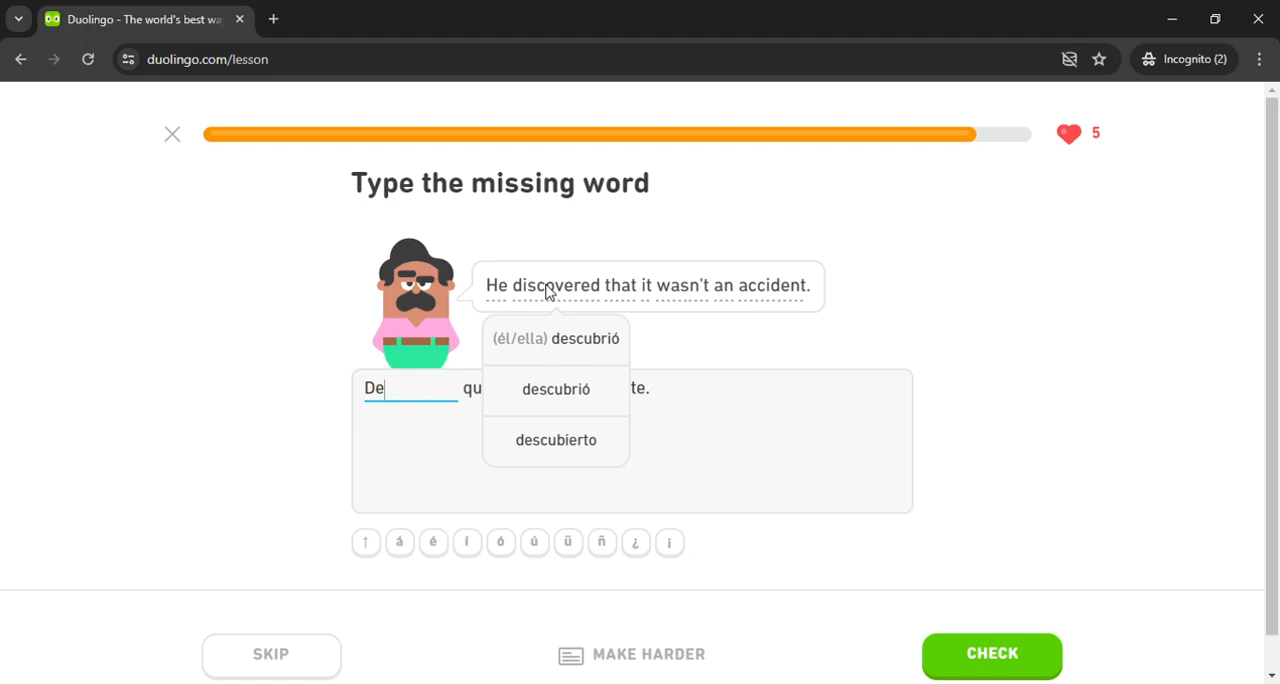 Duolingo - The world's best wa
duolingo.com/lesson
Incognito (2)
5
Type the missing word
He discovered that it wasn't an accident.
(él/ella) descubrió
descubrió
descubierto
De qu te.
↑ á é í ó ú ü ñ ¿ ¡
SKIP
MAKE HARDER
CHECK